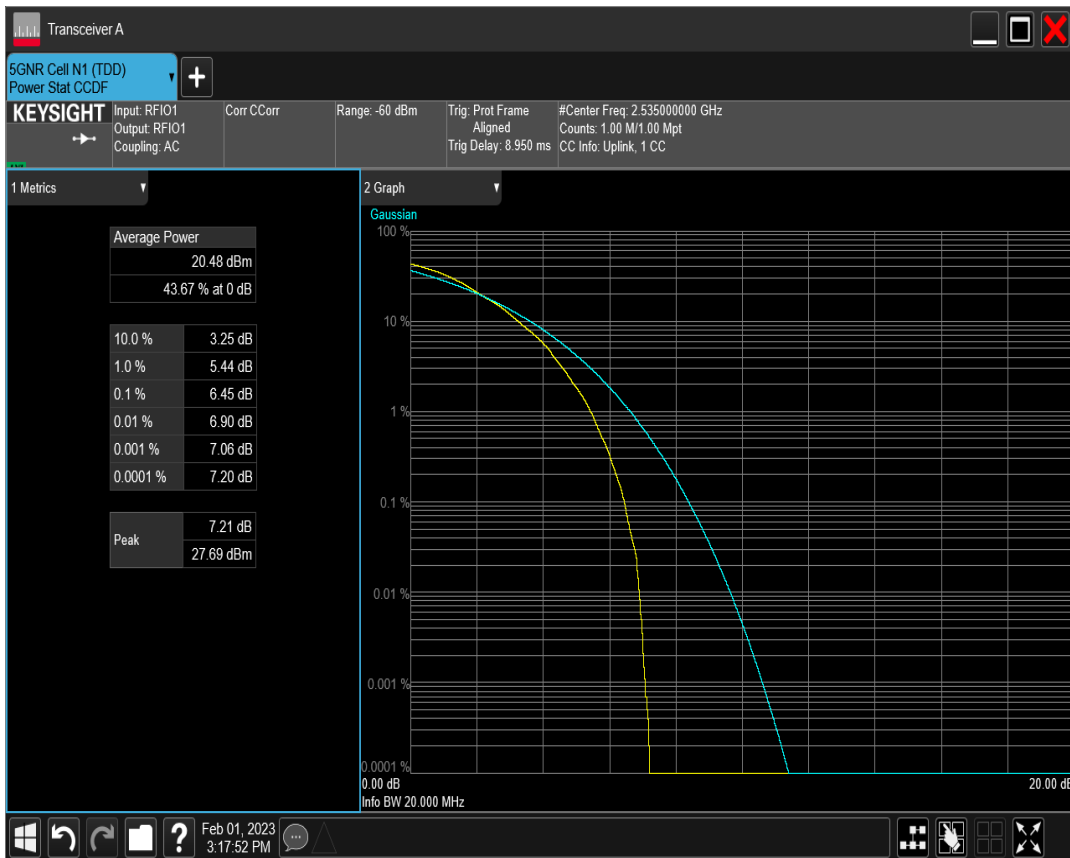 Transceiver A
5GNR Cell N1 (TDD)
Power Stat CCDF
KEYSIGHT
Input: RFIO1
Output: RFIO1
Coupling: AC
Corr CCorr
Range: -60 dBm
Trig: Prot Frame
Aligned
Trig Delay: 8.950 ms
#Center Freq: 2.535000000 GHz
Counts: 1.00 M/1.00 Mpt
CC Info: Uplink, 1 CC
1 Metrics
Average Power
20.48 dBm
43.67 % at 0 dB
10.0 % 3.25 dB
1.0 % 5.44 dB
0.1 % 6.45 dB
0.01 % 6.90 dB
0.001 % 7.06 dB
0.0001 % 7.20 dB
Peak
7.21 dB
27.69 dBm
2 Graph
Gaussian
100 %
10 %
1 %
0.1 %
0.01 %
0.001 %
0.0001 %
0.00 dB
20.00 dB
Info BW 20.000 MHz
?
Feb 01, 2023
3:17:52 PM